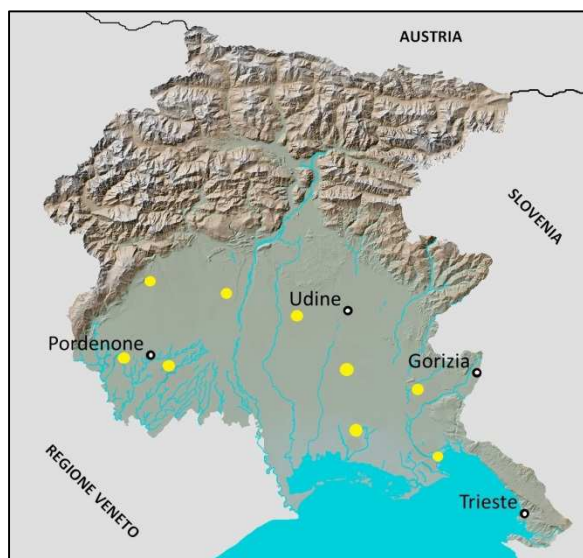 AUSTRIA
SLOVENIA
Udine
Pordenone
Gorizia
REGIONE VENETO
Trieste